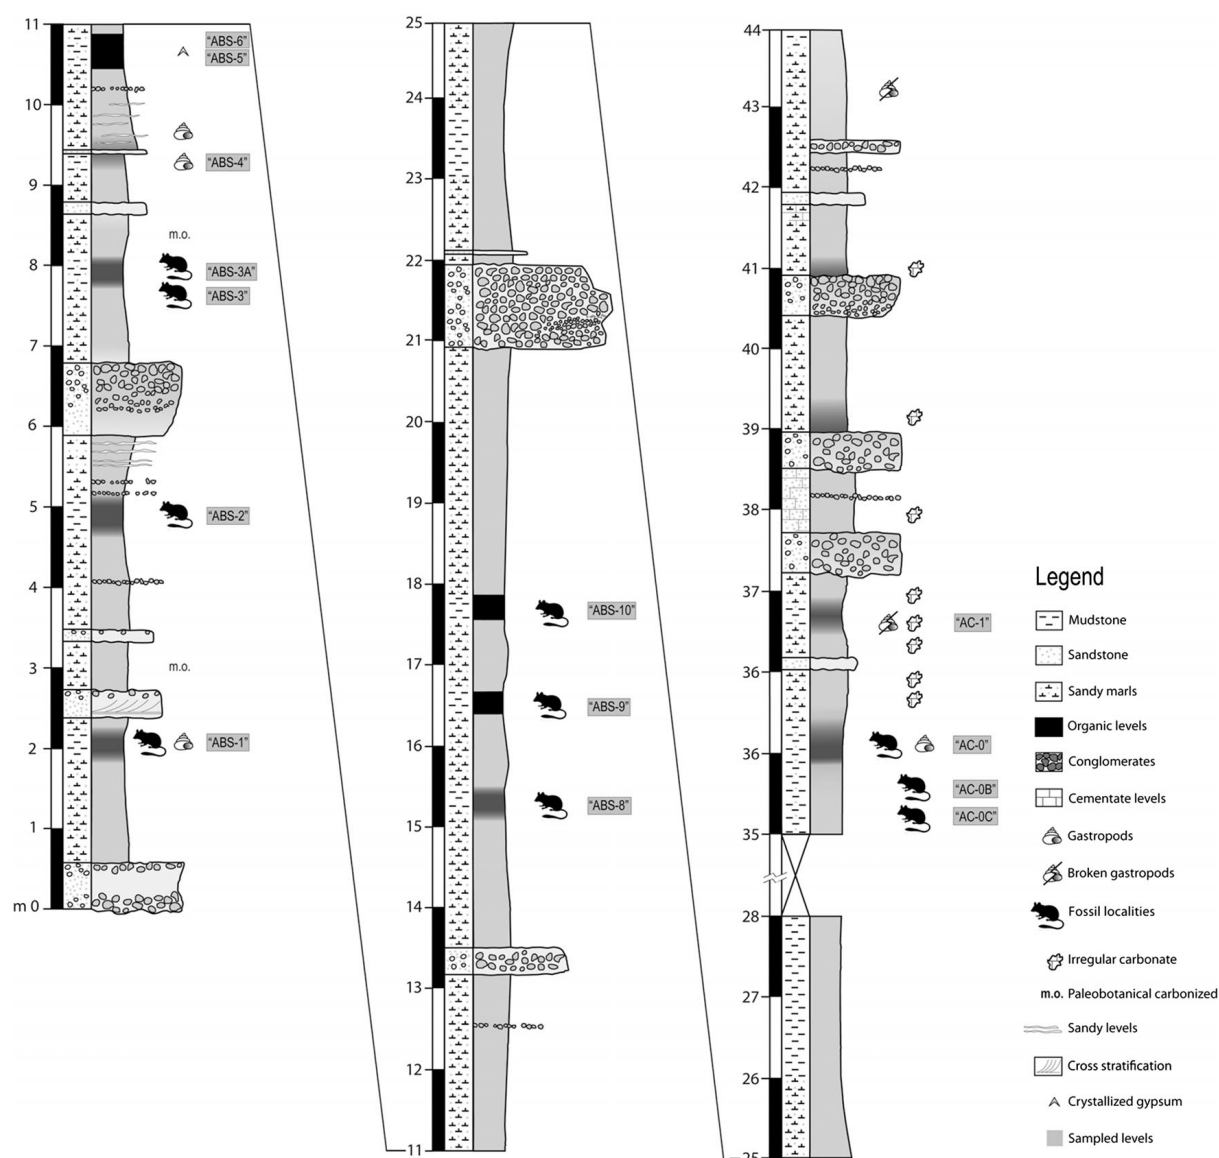 11
"ABS-6"
"ABS-5"
10
"ABS-4"
9
m.o.
8
"ABS-3A"
"ABS-3"
7
6
5
"ABS-2"
4
3
m.o.
2
"ABS-1"
1
m 0
25
24
23
22
21
20
19
18
"ABS-10"
17
"ABS-9"
16
"ABS-8"
15
14
13
12
11
44
43
42
41
40
39
38
37
"AC-1"
36
36
"AC-0"
"AC-0B"
"AC-0C"
35
28
27
26
25
Legend
Mudstone
Sandstone
Sandy marls
Organic levels
Conglomerates
Cementate levels
Gastropods
Broken gastropods
Fossil localities
Irregular carbonate
m.o. Paleobotanical carbonized
Sandy levels
Cross stratification
Crystallized gypsum
Sampled levels